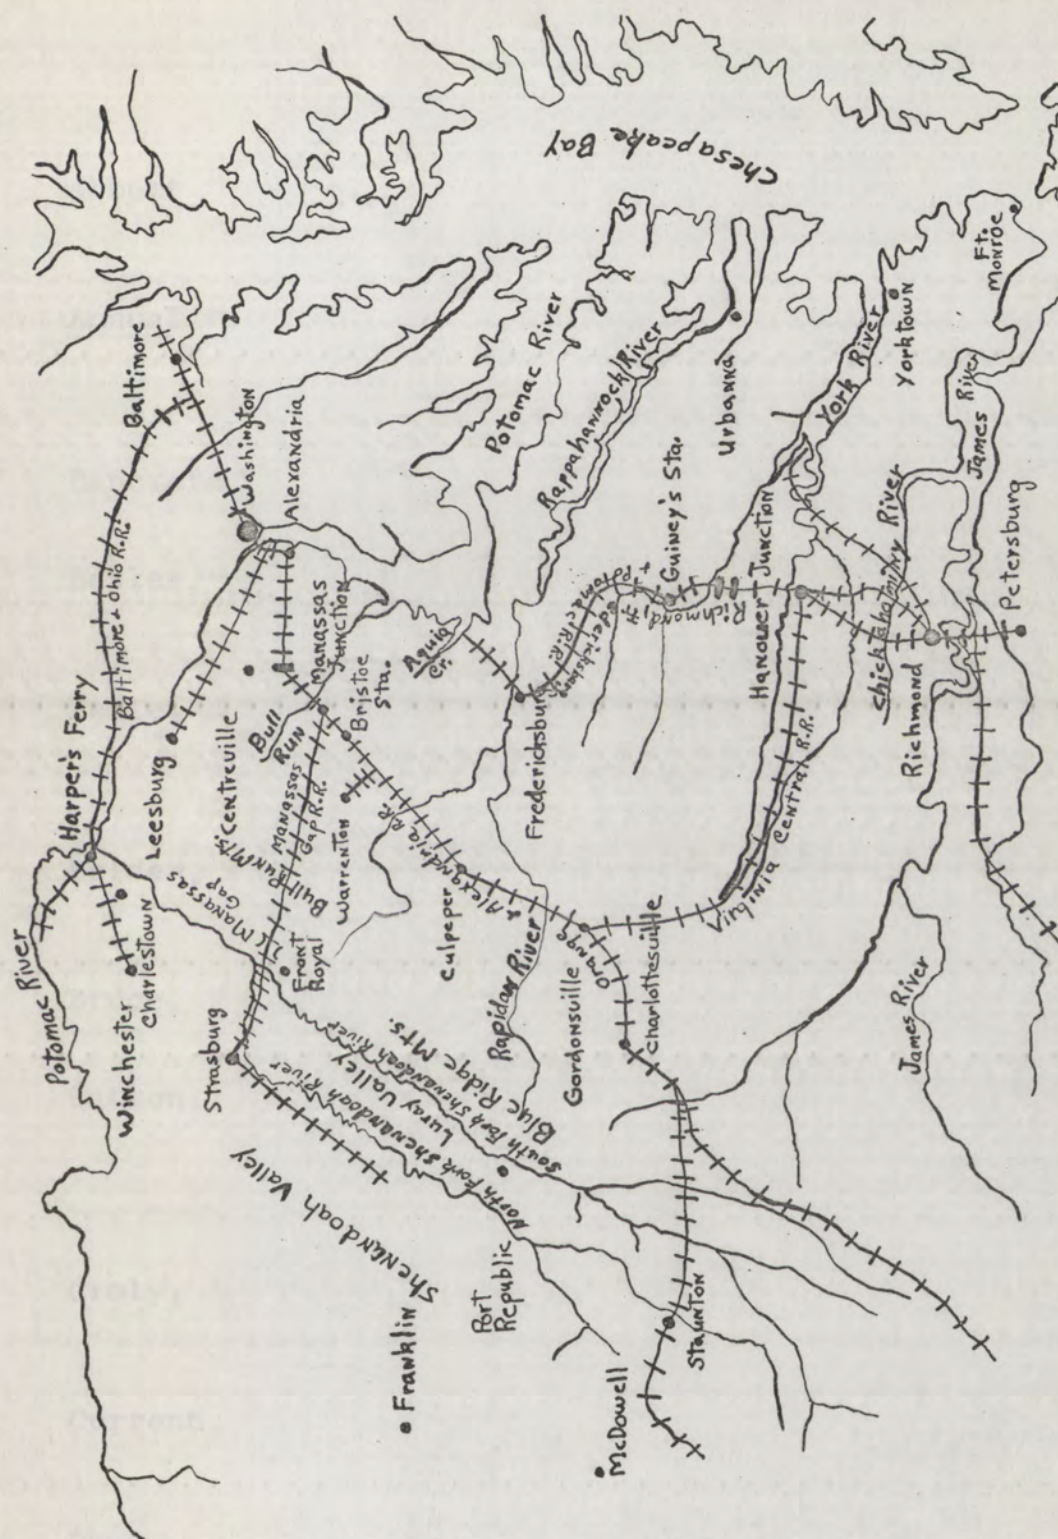 Chesapeake Bay
Baltimore
Washington
Alexandria
Potomac River
Rappahannock River
Urbanna
York River
Yorktown
Ft.
Monroe
James River
Petersburg
Chickahominy River
Richmond
Hanover
Junction
Guiney's Sta.
Richmond, Fredericksburg
+ Potomac R.R.
Fredericksburg
Aquia
Cr.
Baltimore + Ohio R.R.
Harper's Ferry
Leesburg
Centreville
Bull
Run
Manassas
Junction
Bristoe
Sta.
Bull Run Mts.
Manassas
Gap R.R.
Warrenton
Manassas
Gap
Front
Royal
Culpeper
Orange & Alexandria R.R.
Rapidan River
Gordonsville
Charlottesville
Virginia Central R.R.
James River
Potomac River
Winchester
Charlestown
Strasburg
North Fork Shenandoah River
Luray Valley
South Fork Shenandoah River
Blue Ridge Mts.
Shenandoah Valley
Port
Republic
Franklin
McDowell
Staunton